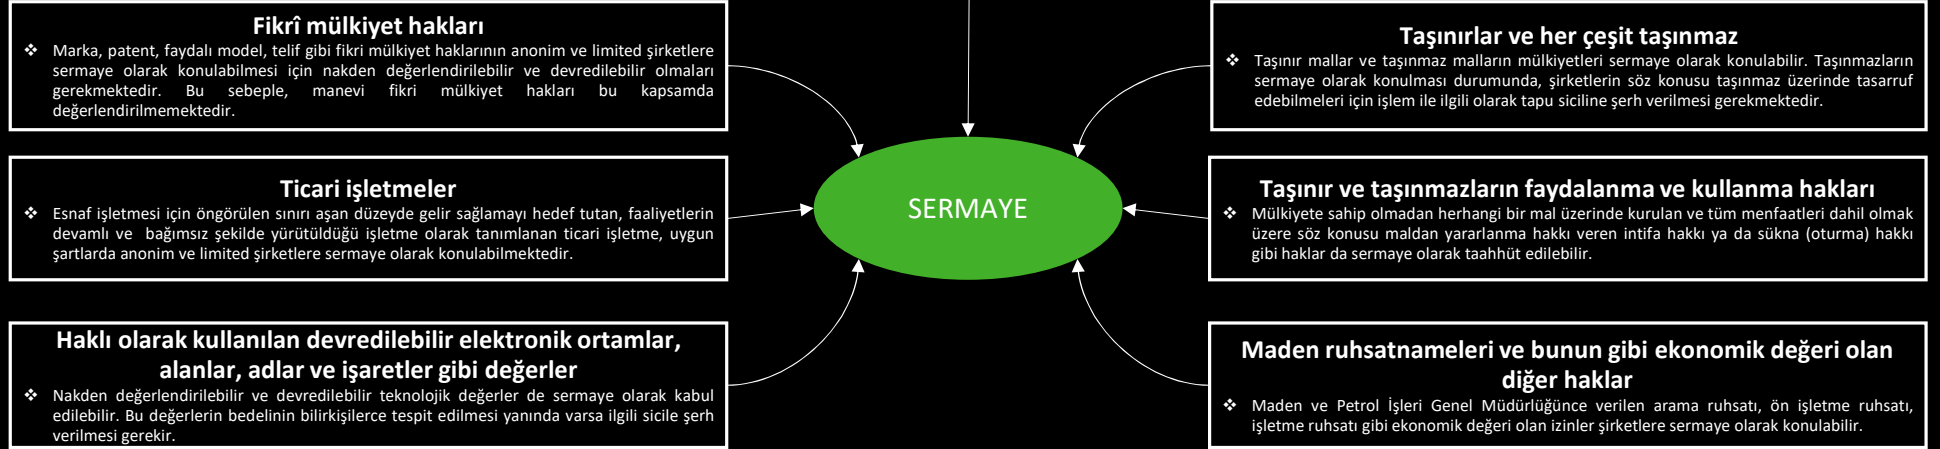 Fikrî mülkiyet hakları
❖ Marka, patent, faydalı model, telif gibi fikri mülkiyet haklarının anonim ve limited şirketlere
sermaye olarak konulabilmesi için nakden değerlendirilebilir ve devredilebilir olmaları
gerekmektedir. Bu sebeple, manevi fikri mülkiyet hakları bu kapsamda
değerlendirilmemektedir.
Ticari işletmeler
❖ Esnaf işletmesi için öngörülen sınırı aşan düzeyde gelir sağlamayı hedef tutan, faaliyetlerin
devamlı ve bağımsız şekilde yürütüldüğü işletme olarak tanımlanan ticari işletme, uygun
şartlarda anonim ve limited şirketlere sermaye olarak konulabilmektedir.
Haklı olarak kullanılan devredilebilir elektronik ortamlar,
alanlar, adlar ve işaretler gibi değerler
❖ Nakden değerlendirilebilir ve devredilebilir teknolojik değerler de sermaye olarak kabul
edilebilir. Bu değerlerin bedelinin bilirkişilerce tespit edilmesi yanında varsa ilgili sicile şerh
verilmesi gerekir.
SERMAYE
Taşınırlar ve her çeşit taşınmaz
❖ Taşınır mallar ve taşınmaz malların mülkiyetleri sermaye olarak konulabilir. Taşınmazların
sermaye olarak konulması durumunda, şirketlerin söz konusu taşınmaz üzerinde tasarruf
edebilmeleri için işlem ile ilgili olarak tapu siciline şerh verilmesi gerekmektedir.
Taşınır ve taşınmazların faydalanma ve kullanma hakları
❖ Mülkiyete sahip olmadan herhangi bir mal üzerinde kurulan ve tüm menfaatleri dahil olmak
üzere söz konusu maldan yararlanma hakkı veren intifa hakkı ya da sükna (oturma) hakkı
gibi haklar da sermaye olarak taahhüt edilebilir.
Maden ruhsatnameleri ve bunun gibi ekonomik değeri olan
diğer haklar
❖ Maden ve Petrol İşleri Genel Müdürlüğünce verilen arama ruhsatı, ön işletme ruhsatı,
işletme ruhsatı gibi ekonomik değeri olan izinler şirketlere sermaye olarak konulabilir.